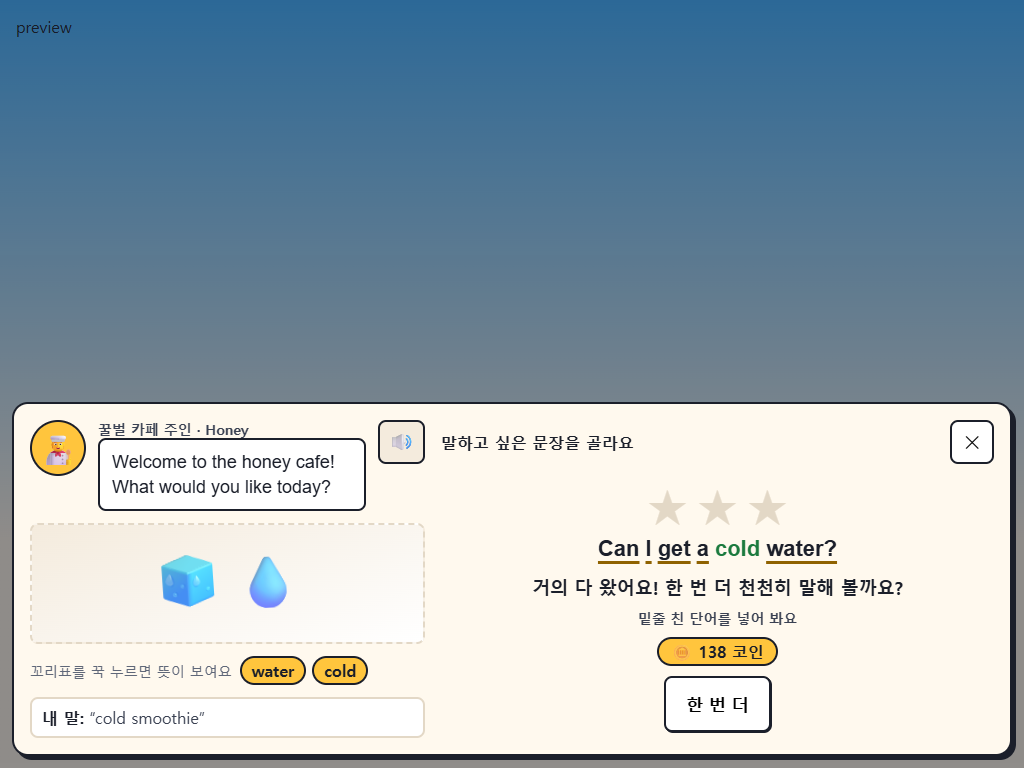 preview
꿀벌 카페 주인 · Honey
Welcome to the honey cafe!
What would you like today?
꼬리표를 꾹 누르면 뜻이 보여요 water cold
내 말: “cold smoothie”
말하고 싶은 문장을 골라요
Can I get a cold water?
거의 다 왔어요! 한 번 더 천천히 말해 볼까요?
밑줄 친 단어를 넣어 봐요
138 코인
한 번 더